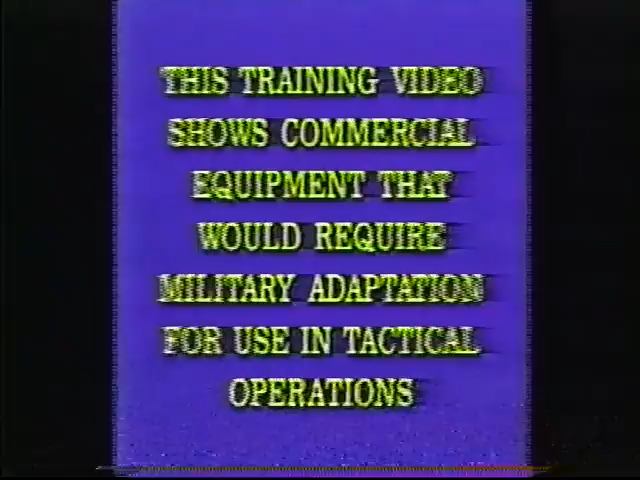 THIS TRAINING VIDEO
SHOWS COMMERCIAL
EQUIPMENT THAT
WOULD REQUIRE
MILITARY ADAPTATION
FOR USE IN TACTICAL
OPERATIONS